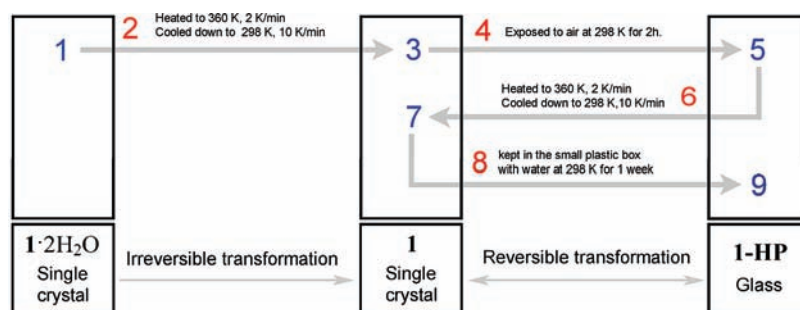 1
2
Heated to 360 K, 2 K/min
Cooled down to 298 K, 10 K/min
3
4
Exposed to air at 298 K for 2h.
5
Heated to 360 K, 2 K/min
Cooled down to 298 K,10 K/min
6
7
8
kept in the small plastic box
with water at 298 K for 1 week
9
1·2H₂O
Single
crystal
Irreversible transformation
1
Single
crystal
Reversible transformation
1-HP
Glass